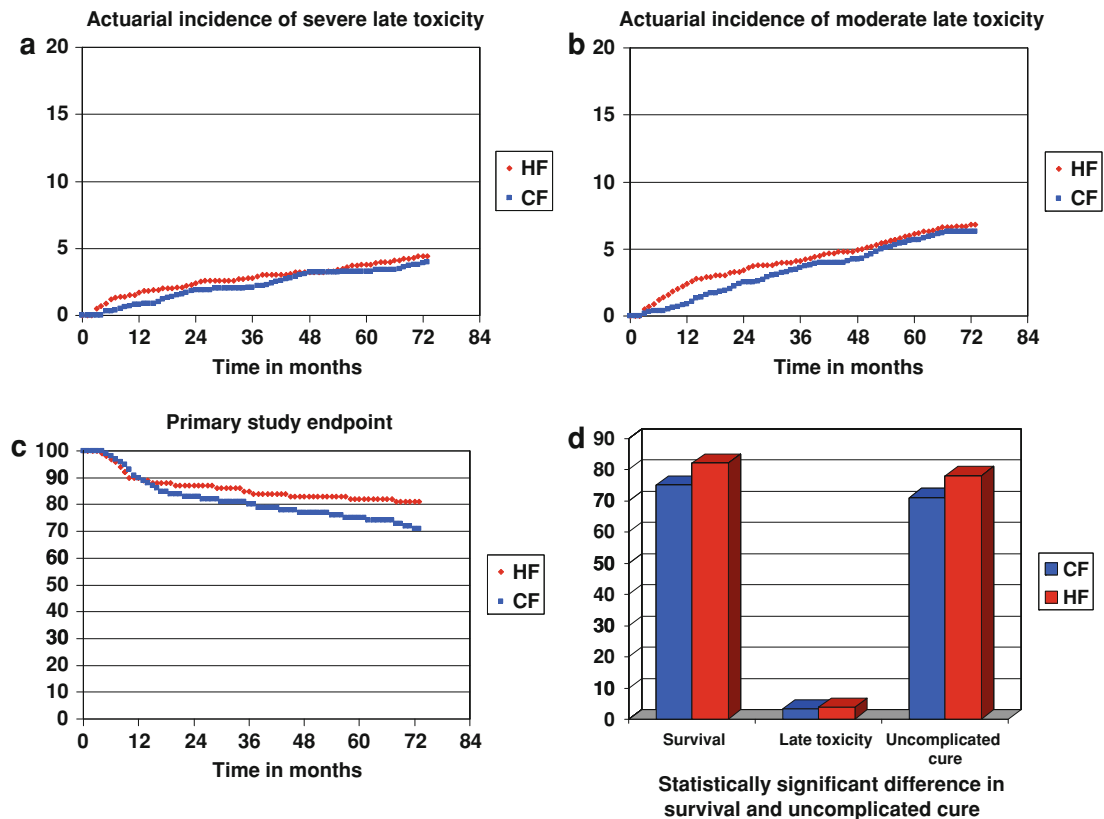 Actuarial incidence of severe late toxicity
a
20
15
10
5
0
0 12 24 36 48 60 72 84
Time in months
HF
CF
Actuarial incidence of moderate late toxicity
b
20
15
10
5
0
0 12 24 36 48 60 72 84
Time in months
HF
CF
Primary study endpoint
c
100
90
80
70
60
50
40
30
20
10
0
0 12 24 36 48 60 72 84
Time in months
HF
CF
d
90
80
70
60
50
40
30
20
10
0
Survival Late toxicity Uncomplicated
cure
CF
HF
Statistically significant difference in
survival and uncomplicated cure